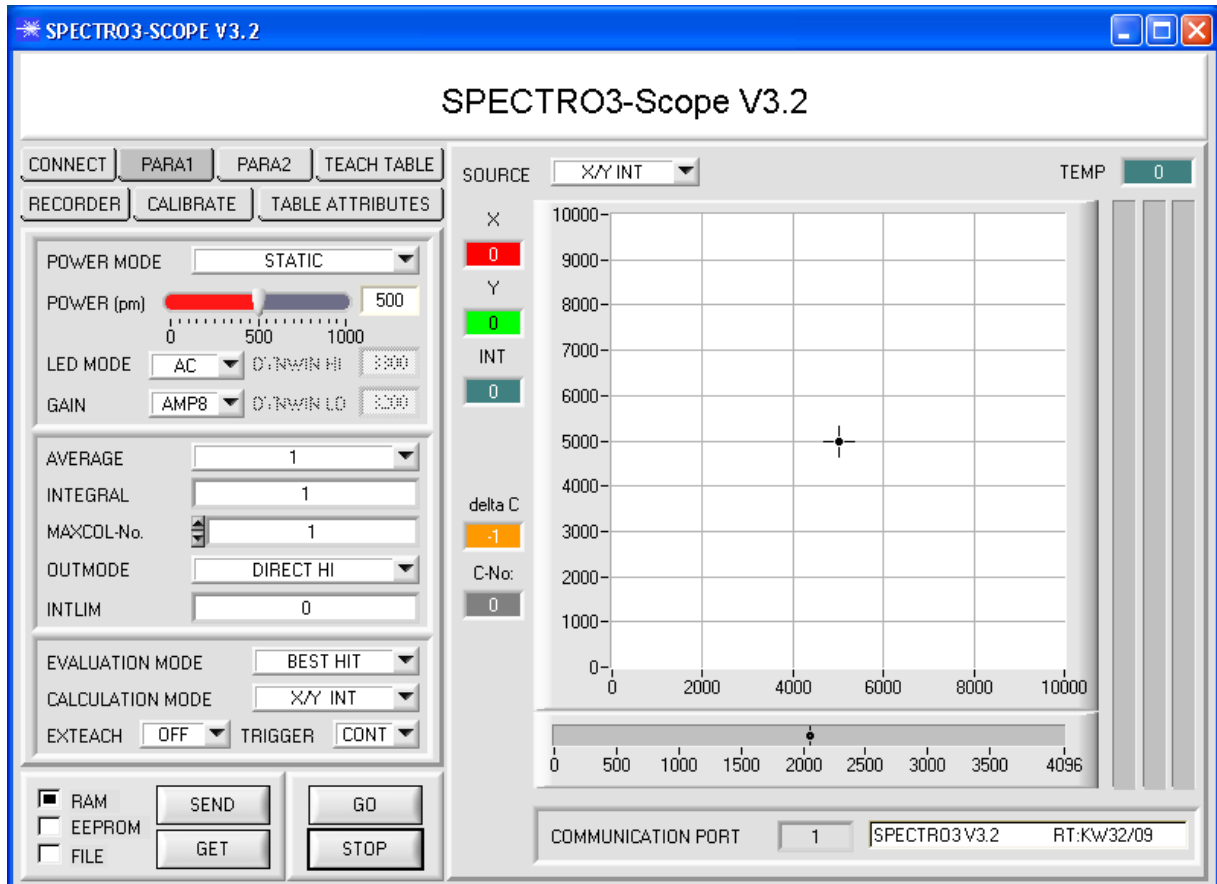 SPECTRO3-SCOPE V3.2
SPECTRO3-Scope V3.2
CONNECT PARA1 PARA2 TEACH TABLE
RECORDER CALIBRATE TABLE ATTRIBUTES
POWER MODE STATIC
POWER (pm) 500
0 500 1000
LED MODE AC DYNWIN HI
GAIN AMP8 DYNWIN LO
AVERAGE 1
INTEGRAL 1
MAXCOL-No. 1
OUTMODE DIRECT HI
INTLIM 0
EVALUATION MODE BEST HIT
CALCULATION MODE X/Y INT
EXTEACH OFF TRIGGER CONT
RAM
EEPROM
FILE
SEND
GET
GO
STOP
SOURCE X/Y INT
TEMP 0
X
0
Y
0
INT
0
delta C
-1
C-No:
0
10000
9000
8000
7000
6000
5000
4000
3000
2000
1000
0
0 2000 4000 6000 8000 10000
0 500 1000 1500 2000 2500 3000 3500 4096
COMMUNICATION PORT 1 SPECTRO3 V3.2 RT:KW32/09